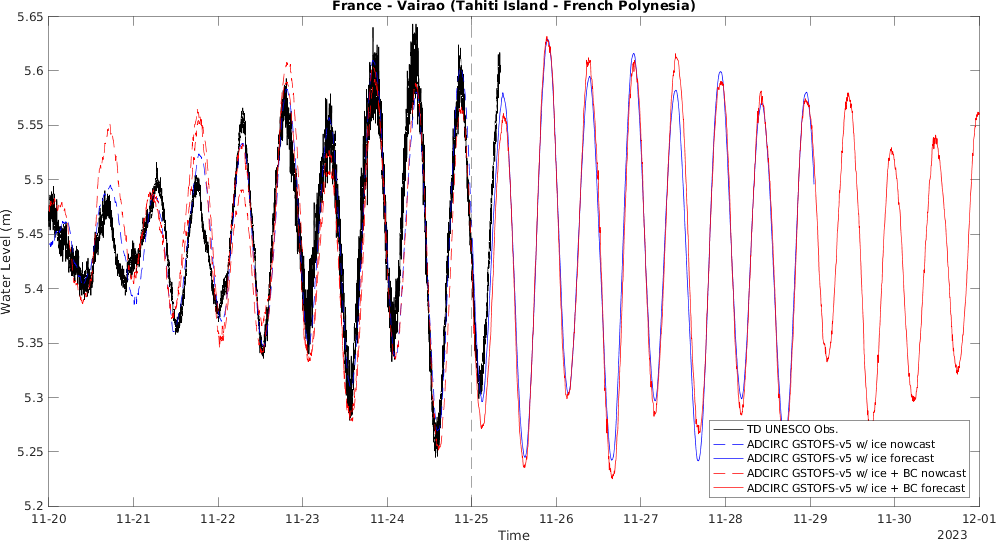 France - Vairao (Tahiti Island - French Polynesia)
5.65
5.6
5.55
5.5
5.45
5.4
5.35
5.3
5.25
5.2
Water Level (m)
TD UNESCO Obs.
ADCIRC GSTOFS-v5 w/ ice nowcast
ADCIRC GSTOFS-v5 w/ ice forecast
ADCIRC GSTOFS-v5 w/ ice + BC nowcast
ADCIRC GSTOFS-v5 w/ ice + BC forecast
11-20 11-21 11-22 11-23 11-24 11-25 11-26 11-27 11-28 11-29 11-30 12-01
Time
2023